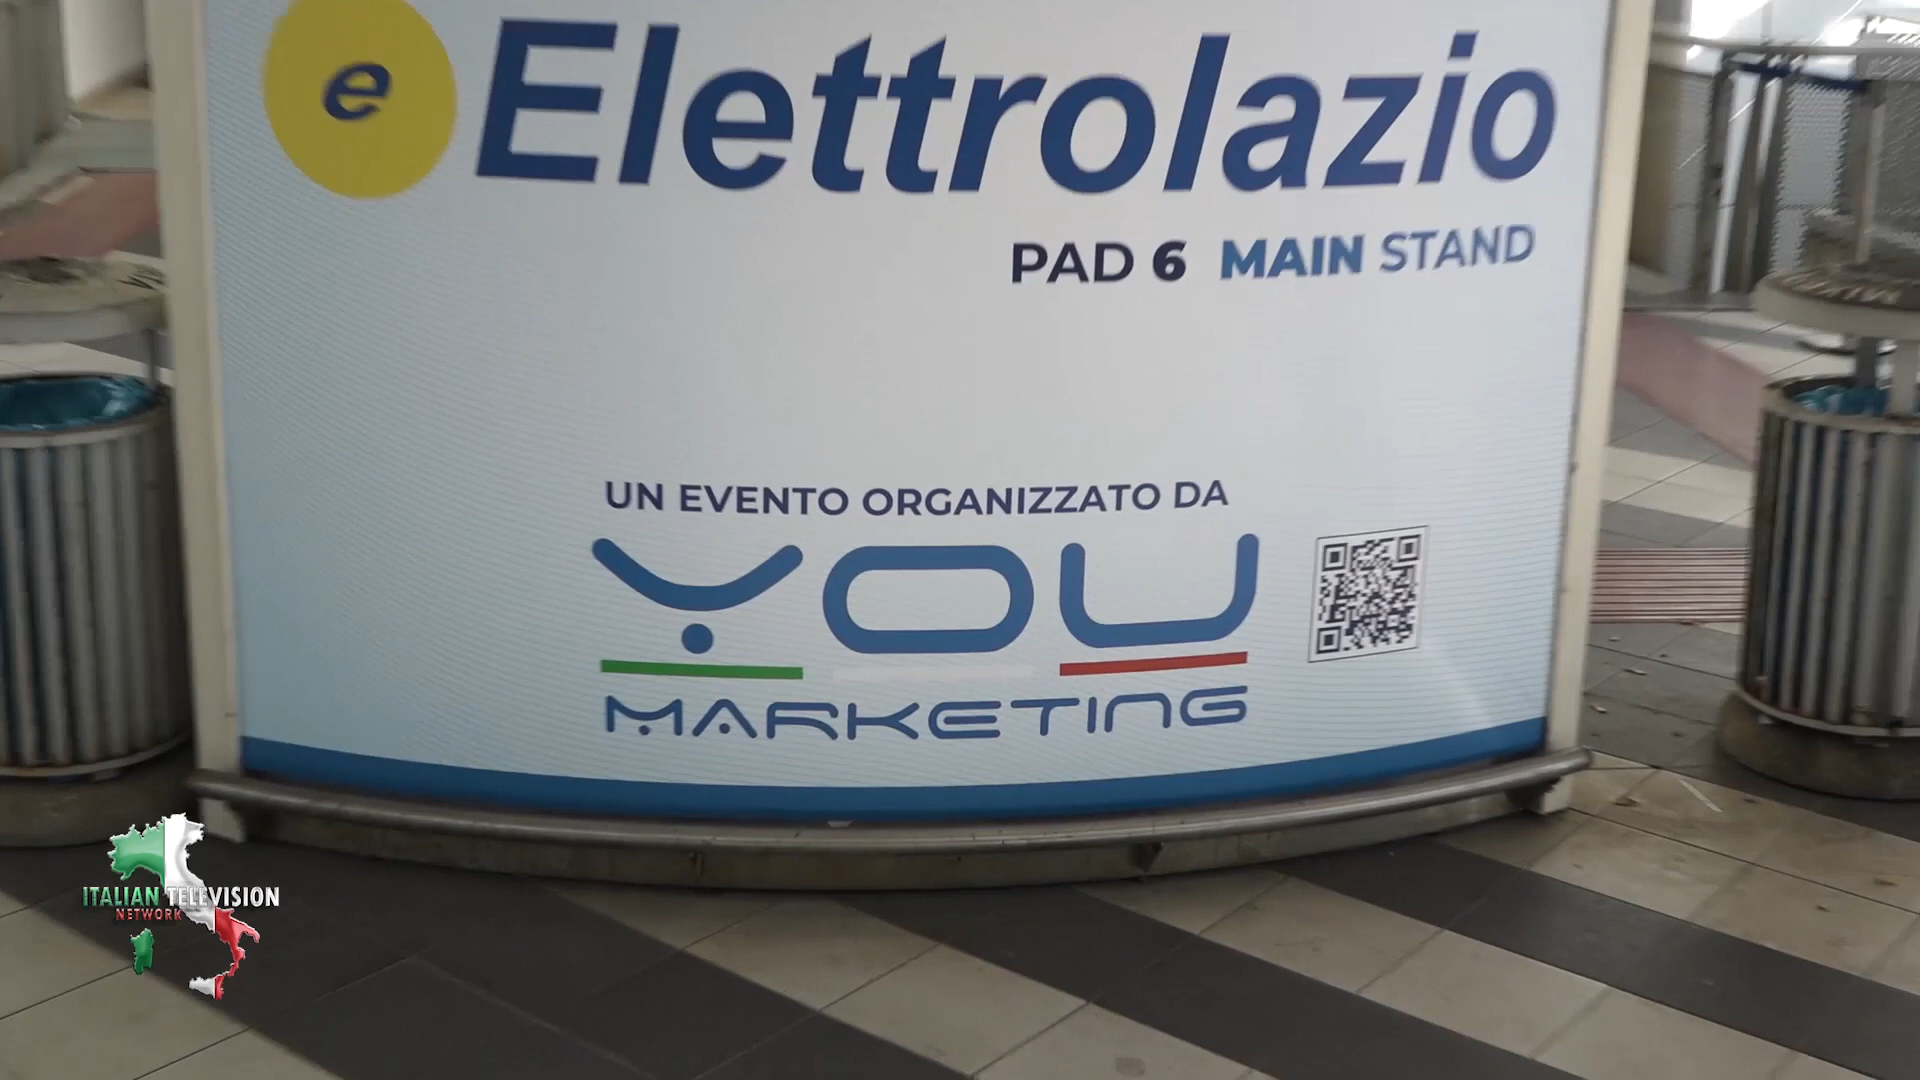 e Elettrolazio
PAD 6 MAIN STAND
UN EVENTO ORGANIZZATO DA
YOU
MARKETING
ITALIAN TELEVISION
NETWORK